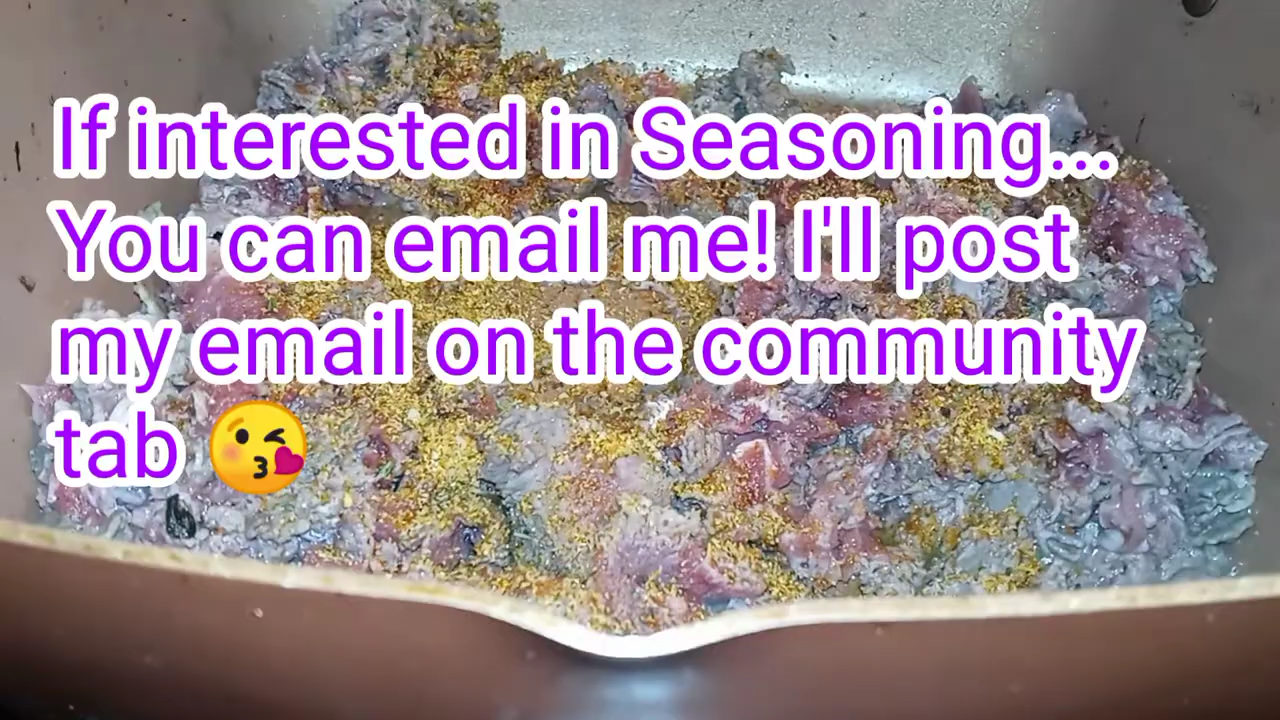 If interested in Seasoning...
You can email me! I'll post
my email on the community
tab 😘